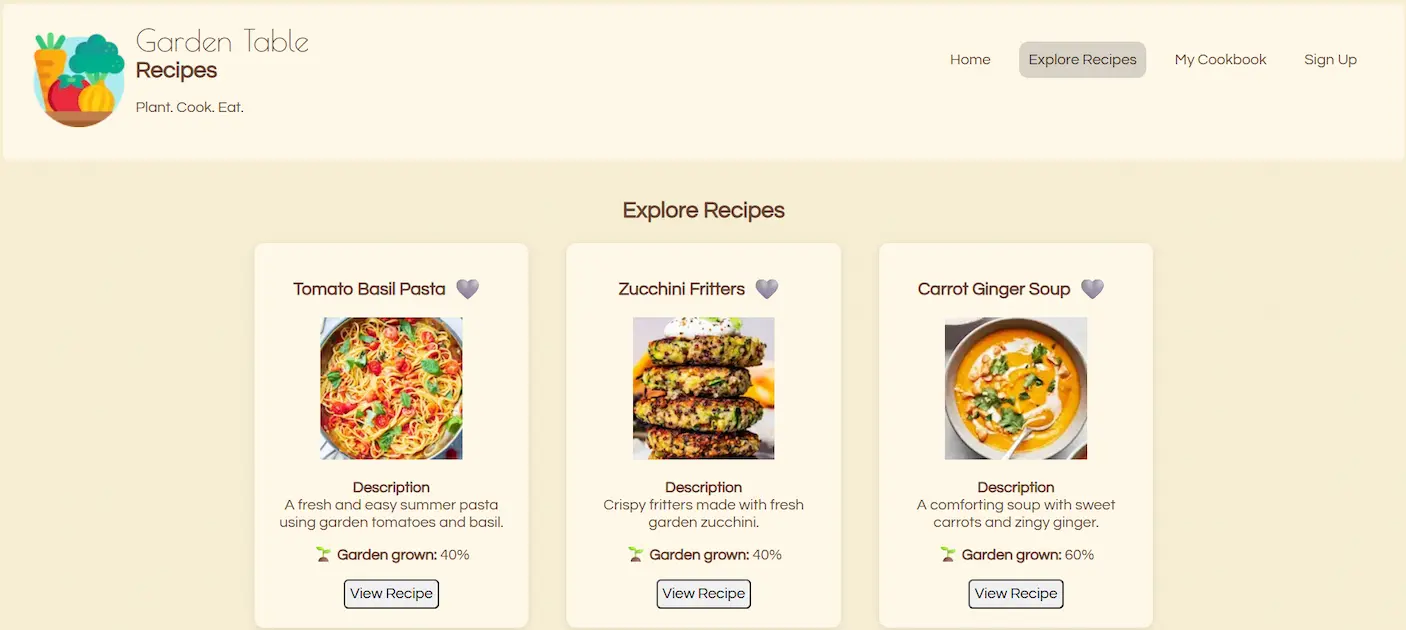 Garden Table
Recipes
Plant. Cook. Eat.
Home
Explore Recipes
My Cookbook
Sign Up
Explore Recipes
Tomato Basil Pasta
Description
A fresh and easy summer pasta
using garden tomatoes and basil.
Garden grown: 40%
View Recipe
Zucchini Fritters
Description
Crispy fritters made with fresh
garden zucchini.
Garden grown: 40%
View Recipe
Carrot Ginger Soup
Description
A comforting soup with sweet
carrots and zingy ginger.
Garden grown: 60%
View Recipe